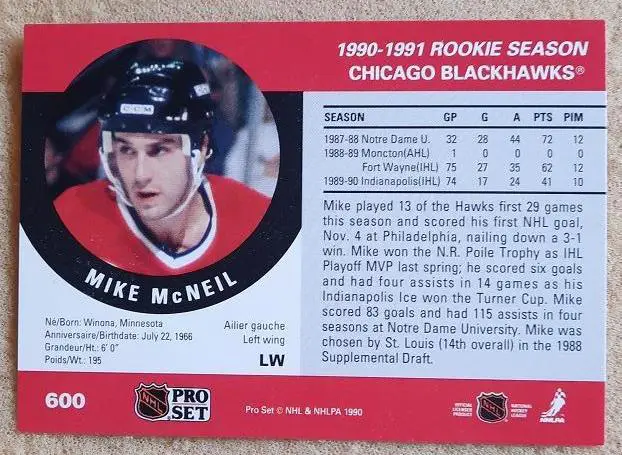 1990-1991 ROOKIE SEASON
CHICAGO BLACKHAWKS®
CCM
MIKE McNEIL
Né/Born: Winona, Minnesota
Anniversaire/Birthdate: July 22, 1966
Grandeur/Ht.: 6' 0"
Poids/Wt.: 195
Ailier gauche
Left wing
LW
SEASON GP G A PTS PIM
1987-88 Notre Dame U. 32 28 44 72 12
1988-89 Moncton(AHL) 1 0 0 0 0
Fort Wayne(IHL) 75 27 35 62 12
1989-90 Indianapolis(IHL) 74 17 24 41 10
Mike played 13 of the Hawks first 29 games
this season and scored his first NHL goal,
Nov. 4 at Philadelphia, nailing down a 3-1
win. Mike won the N.R. Poile Trophy as IHL
Playoff MVP last spring; he scored six goals
and had four assists in 14 games as his
Indianapolis Ice won the Turner Cup. Mike
scored 83 goals and had 115 assists in four
seasons at Notre Dame University. Mike was
chosen by St. Louis (14th overall) in the 1988
Supplemental Draft.
600
NHL
PRO
SET
Pro Set © NHL & NHLPA 1990
OFFICIAL
LICENSED
PRODUCT
NHL
NATIONAL
HOCKEY
LEAGUE
NHLPA